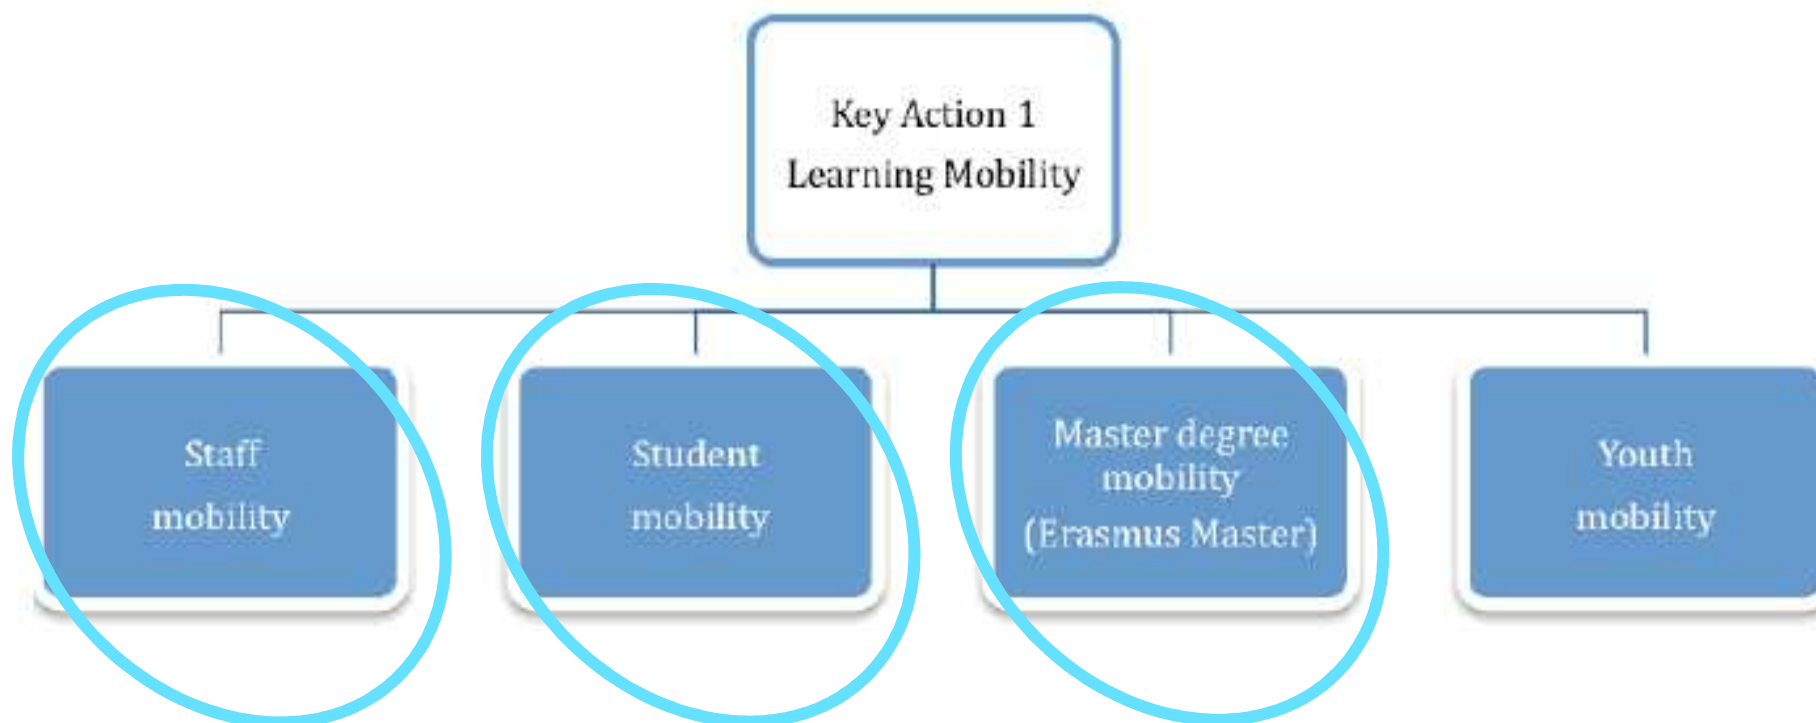 Key Action 1
Learning Mobility
Staff
mobility
Student
mobility
Master degree
mobility
(Erasmus Master)
Youth
mobility